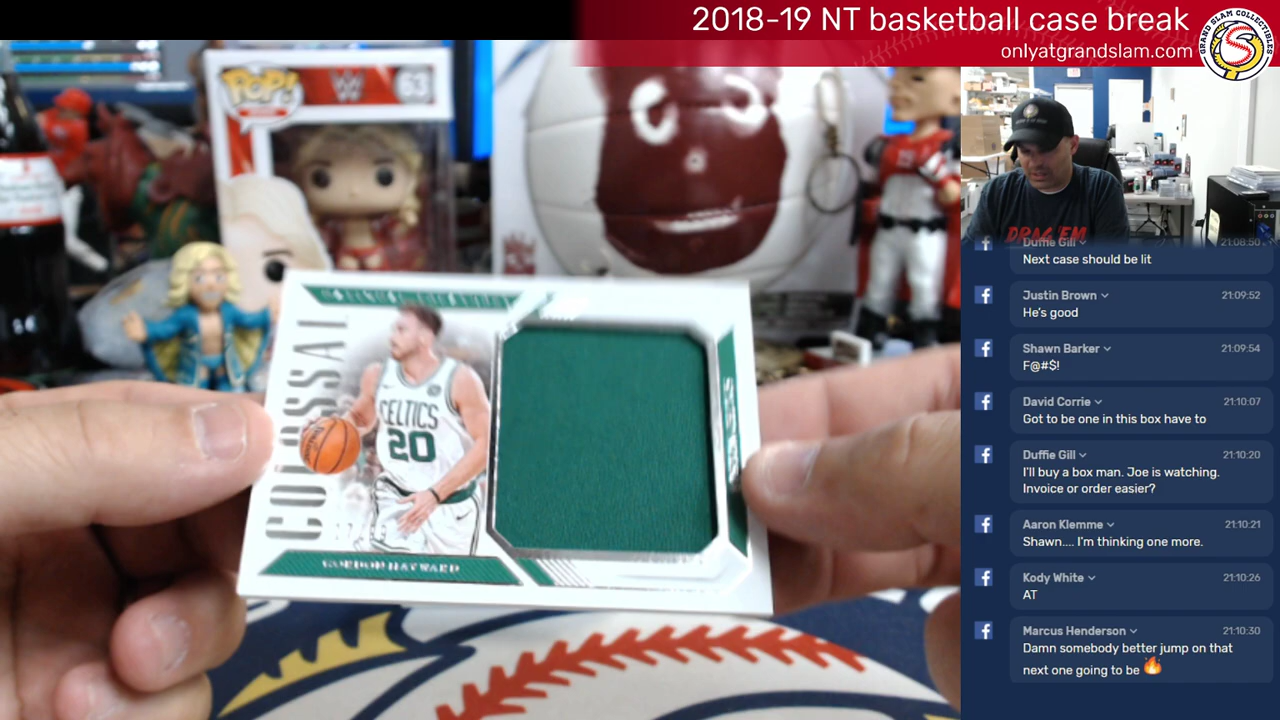 2018-19 NT basketball case break
onlyatgrandslam.com
GRAND SLAM COLLECTIBLES
POP!
W
63
COLOSSAL
CELTICS
20
GORDON HAYWARD
DRAG 'EM
Duffie Gill 21:08:50
Next case should be lit
Justin Brown 21:09:52
He's good
Shawn Barker 21:09:54
F@#$!
David Corrie 21:10:07
Got to be one in this box have to
Duffie Gill 21:10:20
I'll buy a box man. Joe is watching.
Invoice or order easier?
Aaron Klemme 21:10:21
Shawn.... I'm thinking one more.
Kody White 21:10:26
AT
Marcus Henderson 21:10:30
Damn somebody better jump on that
next one going to be 🔥